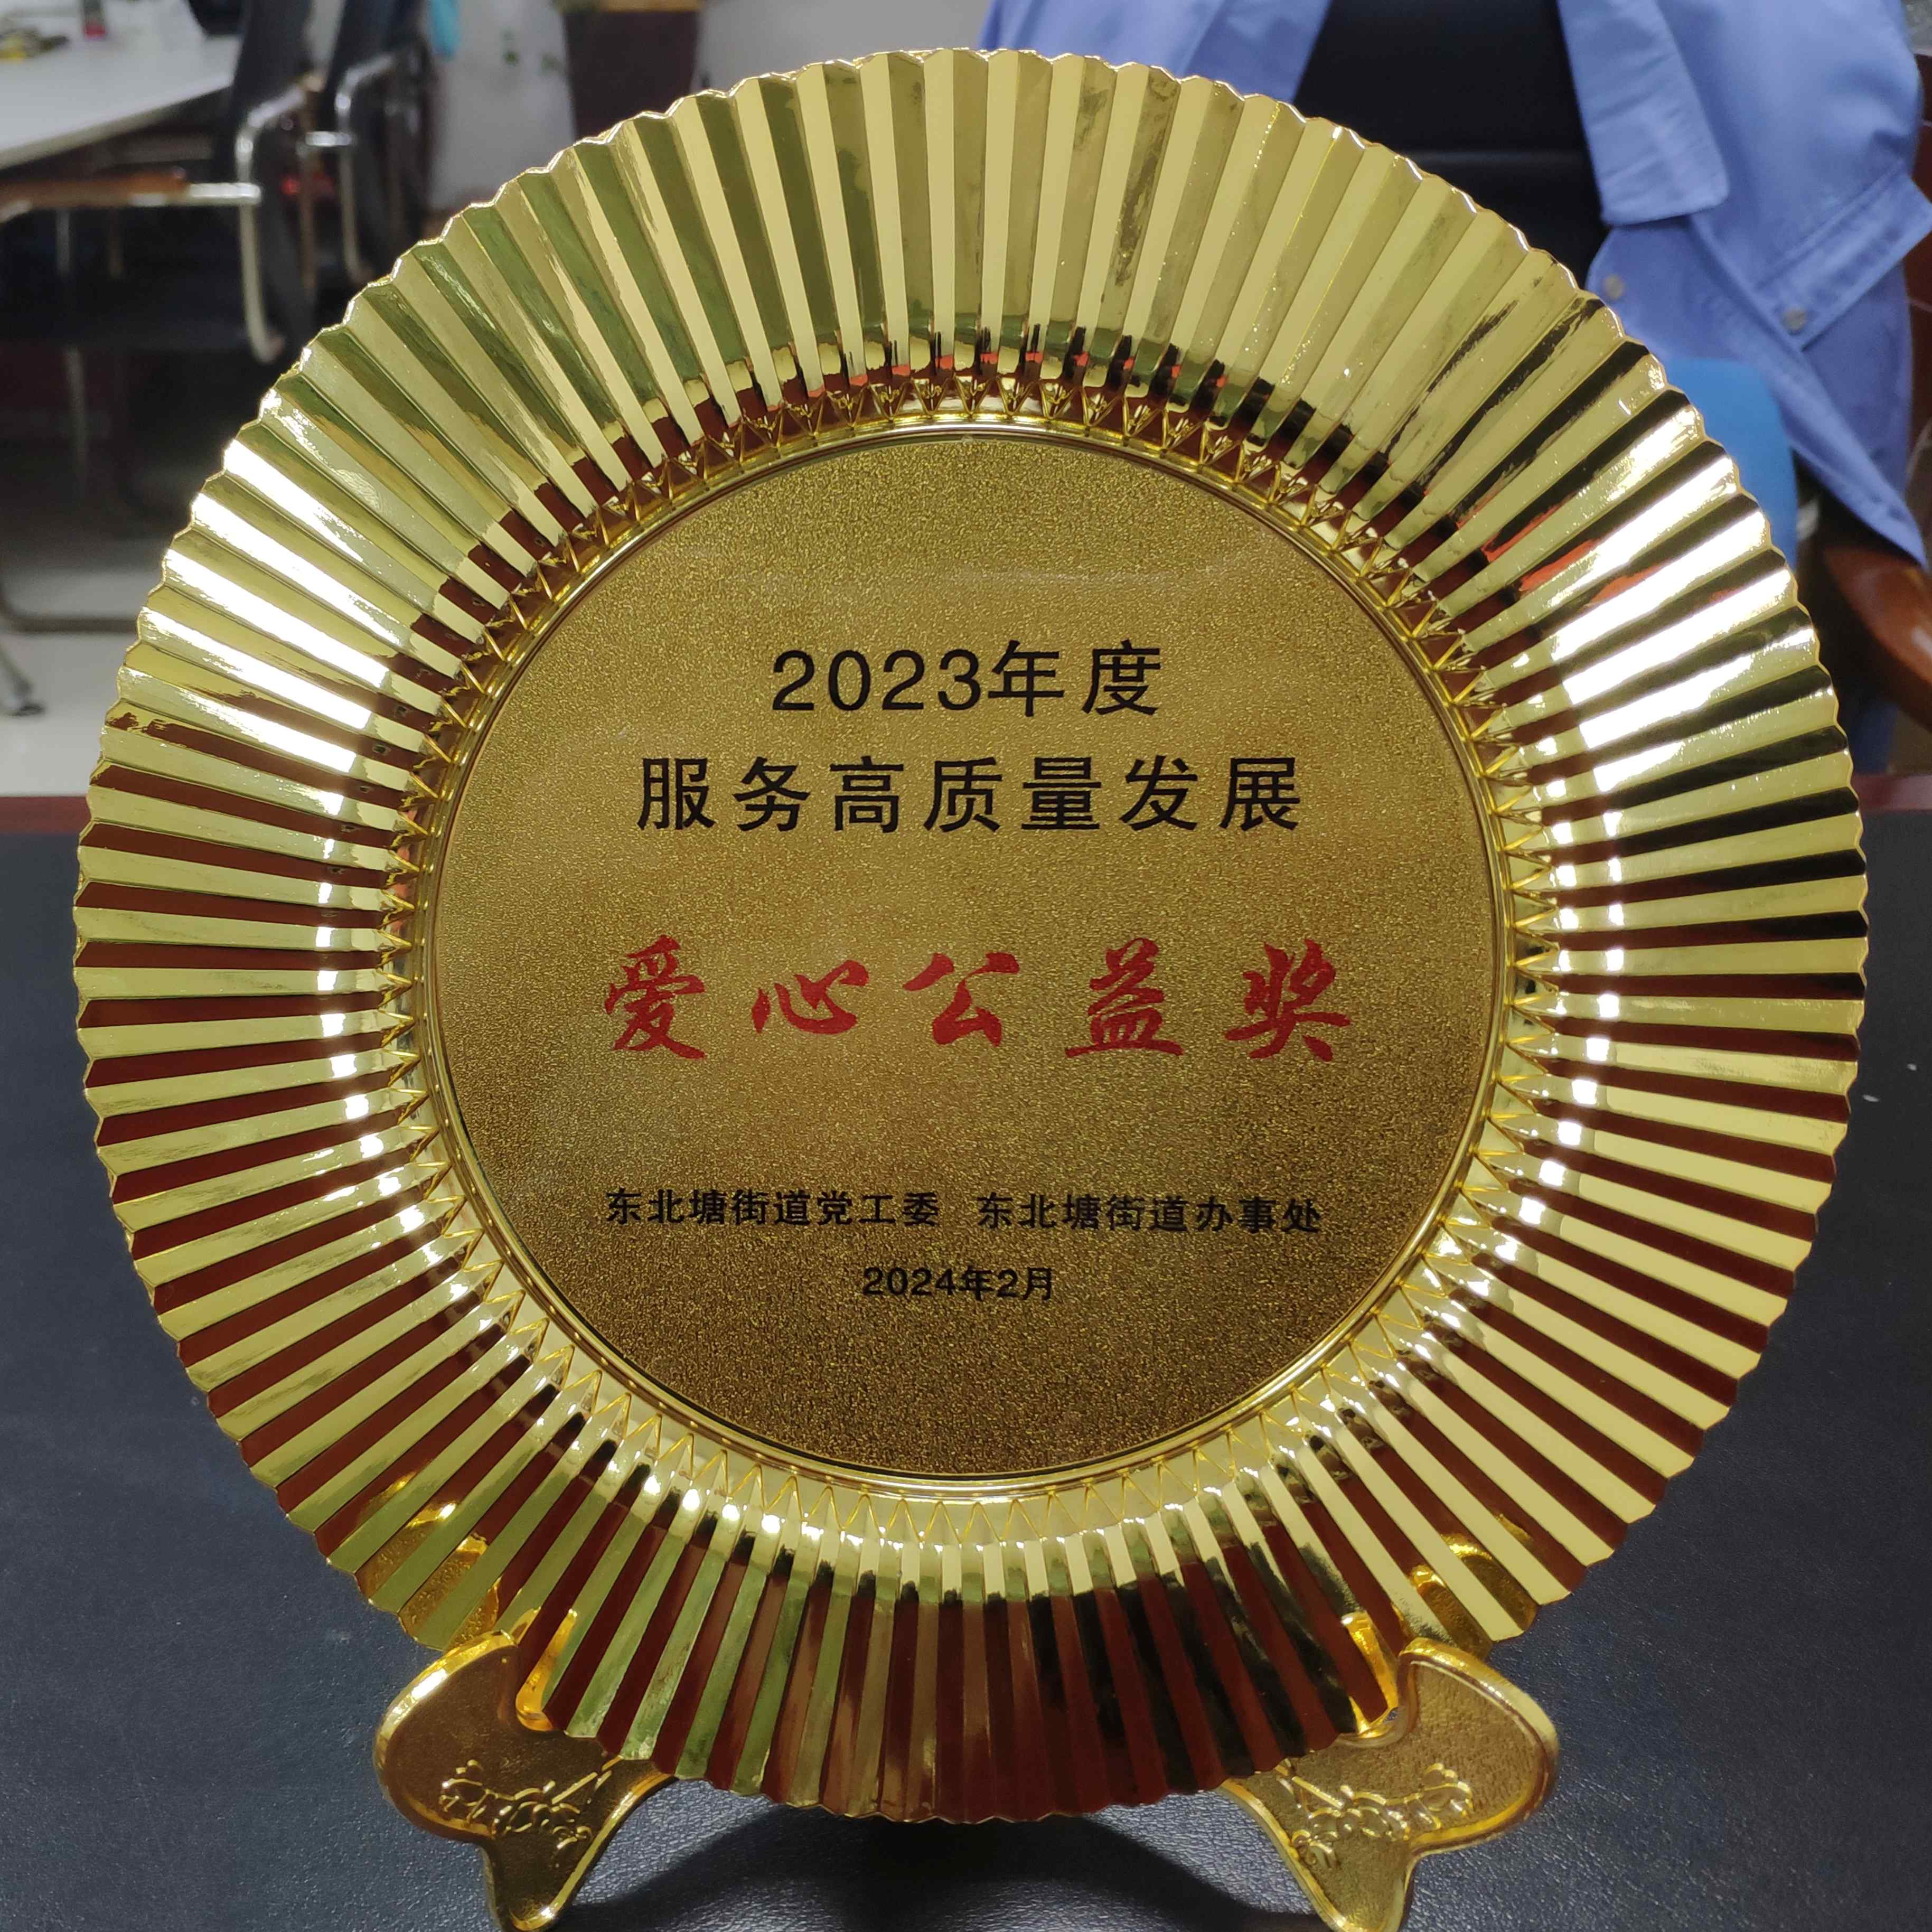 2023年度
服务高质量发展
爱心公益奖
东北塘街道党工委 东北塘街道办事处
2024年2月